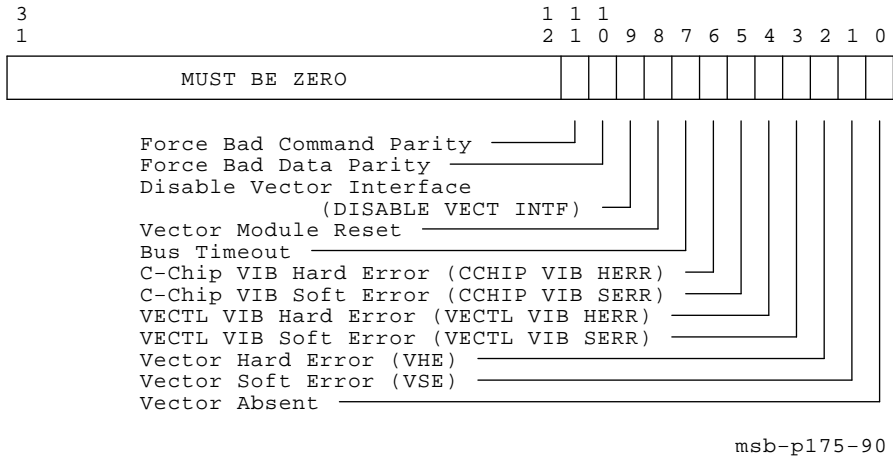 3 1 1 1
1 2 1 0 9 8 7 6 5 4 3 2 1 0
MUST BE ZERO
Force Bad Command Parity
Force Bad Data Parity
Disable Vector Interface
(DISABLE VECT INTF)
Vector Module Reset
Bus Timeout
C-Chip VIB Hard Error (CCHIP VIB HERR)
C-Chip VIB Soft Error (CCHIP VIB SERR)
VECTL VIB Hard Error (VECTL VIB HERR)
VECTL VIB Soft Error (VECTL VIB SERR)
Vector Hard Error (VHE)
Vector Soft Error (VSE)
Vector Absent
msb-p175-90